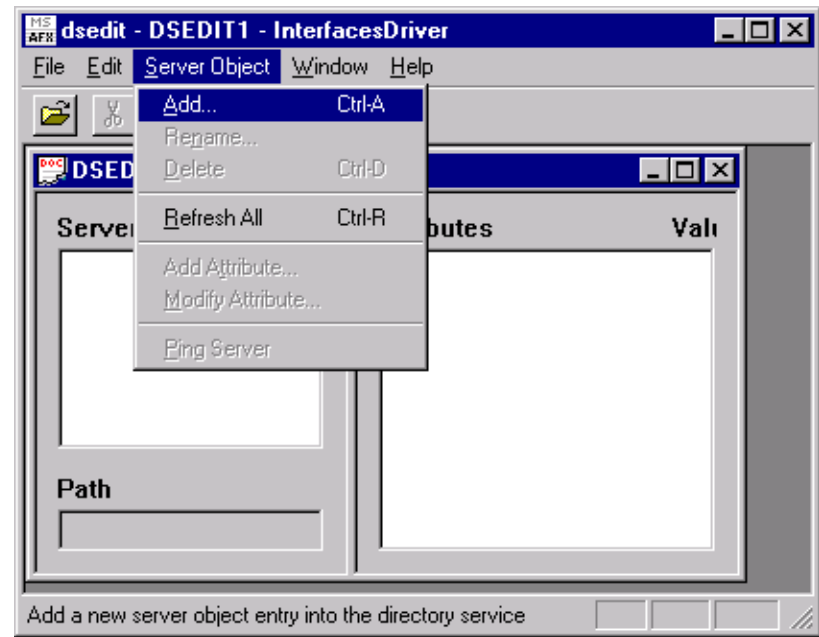 MS AFX dsedit - DSEDIT1 - InterfacesDriver
File Edit Server Object Window Help
Add... Ctrl-A
Rename...
DOC DSED
Delete Ctrl-D
Refresh All Ctrl-R
Server butes Valu
Add Attribute...
Modify Attribute...
Ping Server
Path
Add a new server object entry into the directory service